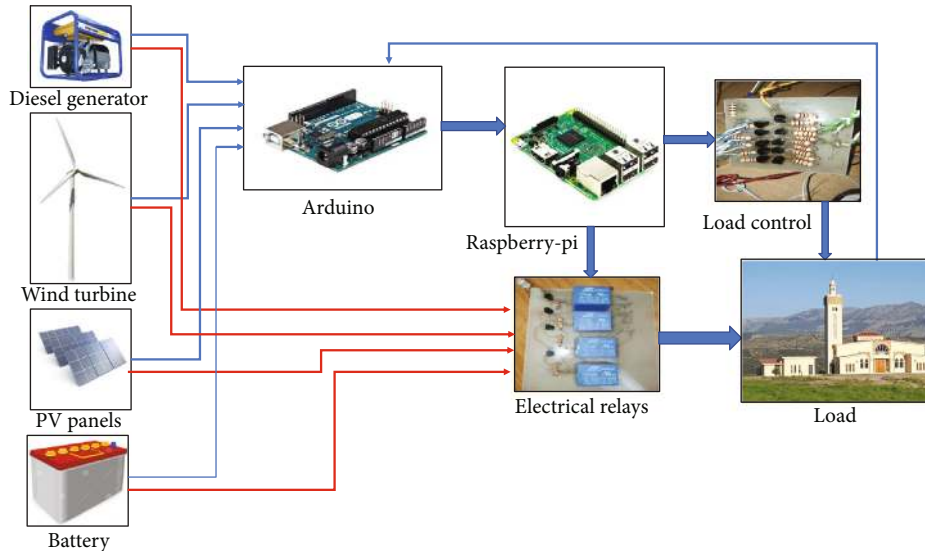 Diesel generator
Wind turbine
PV panels
Battery
Arduino
Raspberry-pi
Load control
Electrical relays
Load